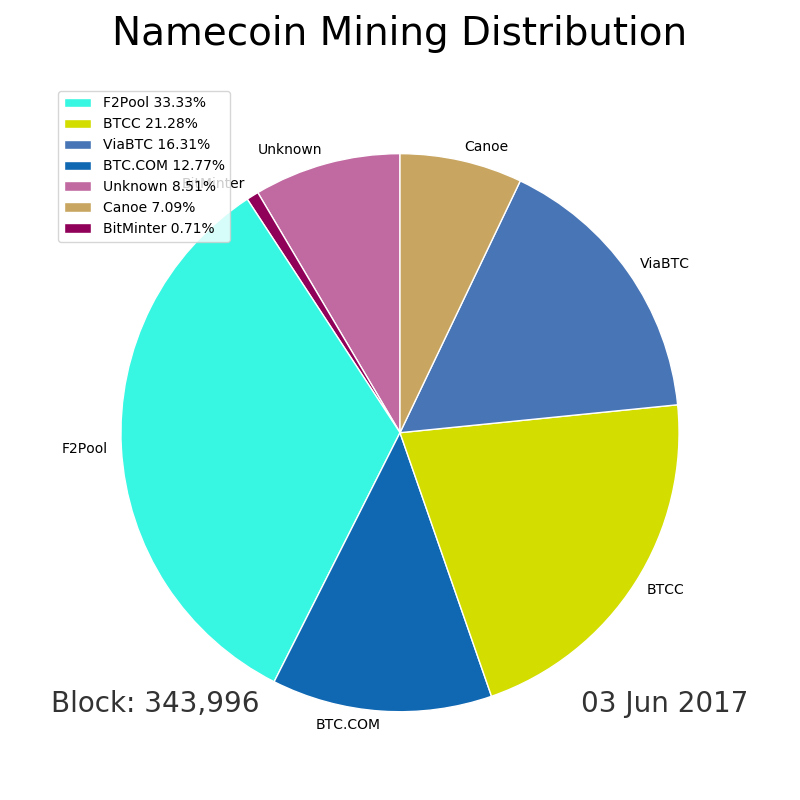 Namecoin Mining Distribution
F2Pool 33.33%
BTCC 21.28%
ViaBTC 16.31%
BTC.COM 12.77%
Unknown 8.51%
Canoe 7.09%
BitMinter 0.71%
Unknown
Canoe
BitMinter
ViaBTC
F2Pool
BTCC
BTC.COM
Block: 343,996
03 Jun 2017